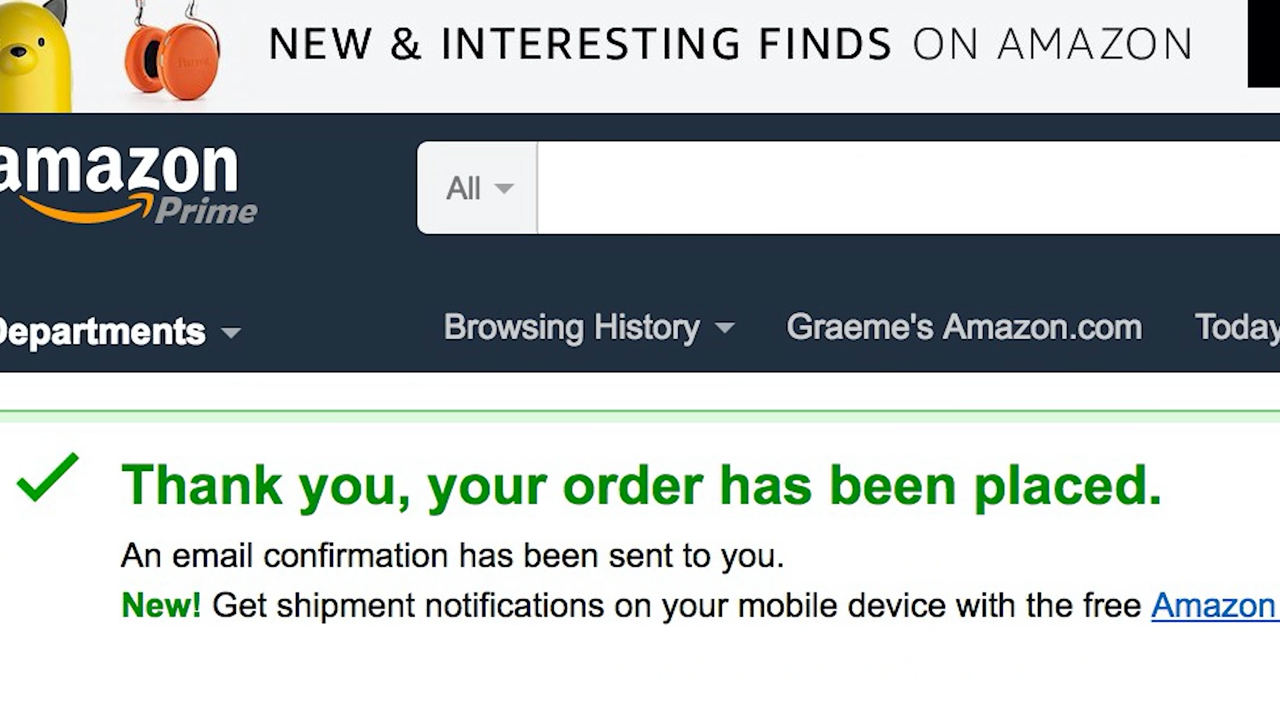 NEW & INTERESTING FINDS ON AMAZON
amazon
Prime
All
Departments
Browsing History
Graeme's Amazon.com
Today
Thank you, your order has been placed.
An email confirmation has been sent to you.
New! Get shipment notifications on your mobile device with the free Amazon